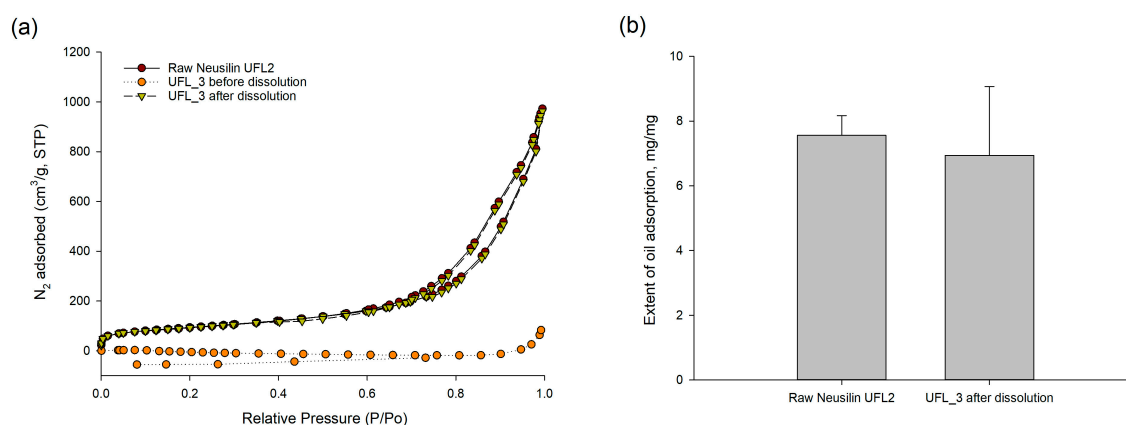 (a)
1200
1000
800
600
400
200
0
N2 adsorbed (cm3/g, STP)
Raw Neusilin UFL2
UFL_3 before dissolution
UFL_3 after dissolution
0.0 0.2 0.4 0.6 0.8 1.0
Relative Pressure (P/Po)
(b)
10
8
6
4
2
0
Extent of oil adsorption, mg/mg
Raw Neusilin UFL2 UFL_3 after dissolution